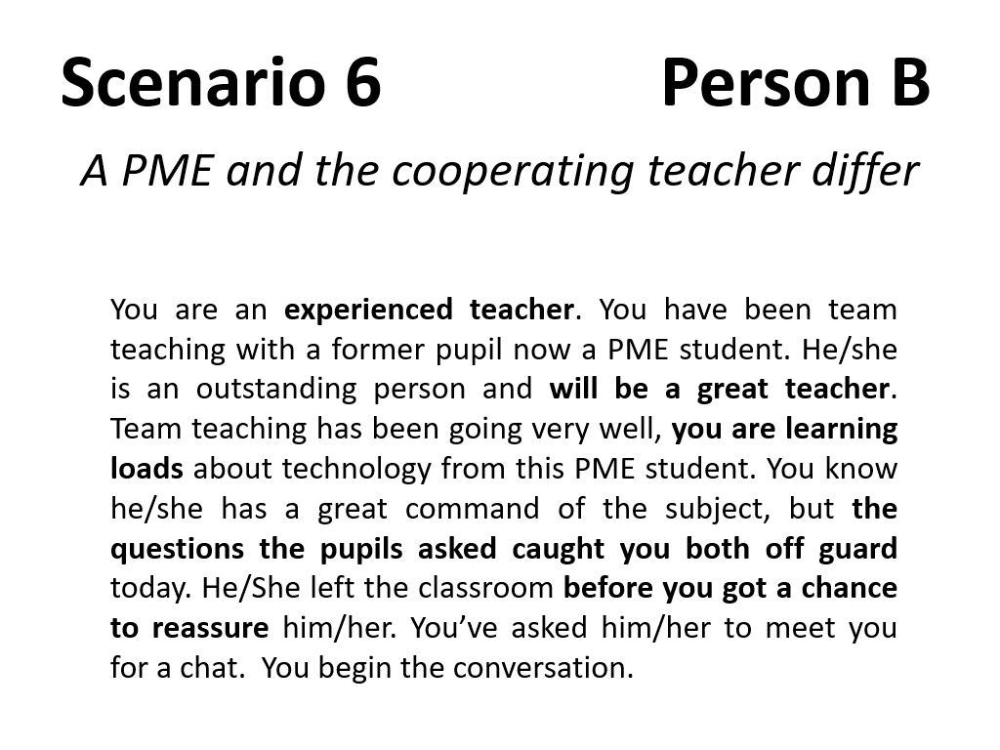 Scenario 6 Person B
A PME and the cooperating teacher differ
You are an experienced teacher. You have been team
teaching with a former pupil now a PME student. He/she
is an outstanding person and will be a great teacher.
Team teaching has been going very well, you are learning
loads about technology from this PME student. You know
he/she has a great command of the subject, but the
questions the pupils asked caught you both off guard
today. He/She left the classroom before you got a chance
to reassure him/her. You’ve asked him/her to meet you
for a chat.  You begin the conversation.